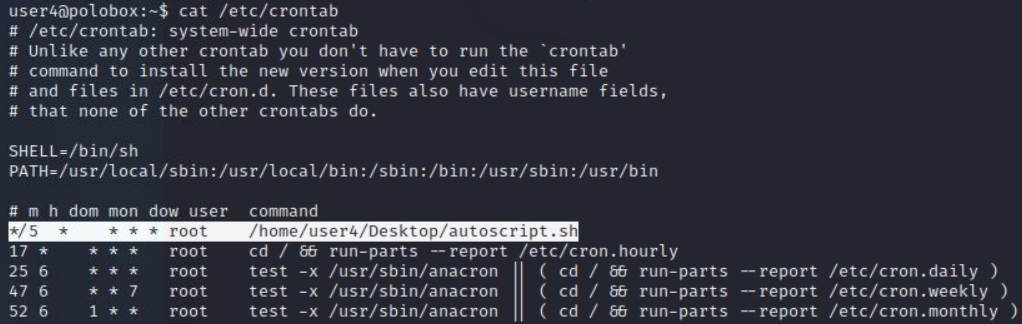 user4@polobox:~$ cat /etc/crontab
# /etc/crontab: system-wide crontab
# Unlike any other crontab you don't have to run the `crontab'
# command to install the new version when you edit this file
# and files in /etc/cron.d. These files also have username fields,
# that none of the other crontabs do.
SHELL=/bin/sh
PATH=/usr/local/sbin:/usr/local/bin:/sbin:/bin:/usr/sbin:/usr/bin
# m h dom mon dow user  command
*/5  *    * * * root    /home/user4/Desktop/autoscript.sh
17 *    * * *   root    cd / && run-parts --report /etc/cron.hourly
25 6    * * *   root    test -x /usr/sbin/anacron || ( cd / && run-parts --report /etc/cron.daily )
47 6    * * 7   root    test -x /usr/sbin/anacron || ( cd / && run-parts --report /etc/cron.weekly )
52 6    1 * *   root    test -x /usr/sbin/anacron || ( cd / && run-parts --report /etc/cron.monthly )